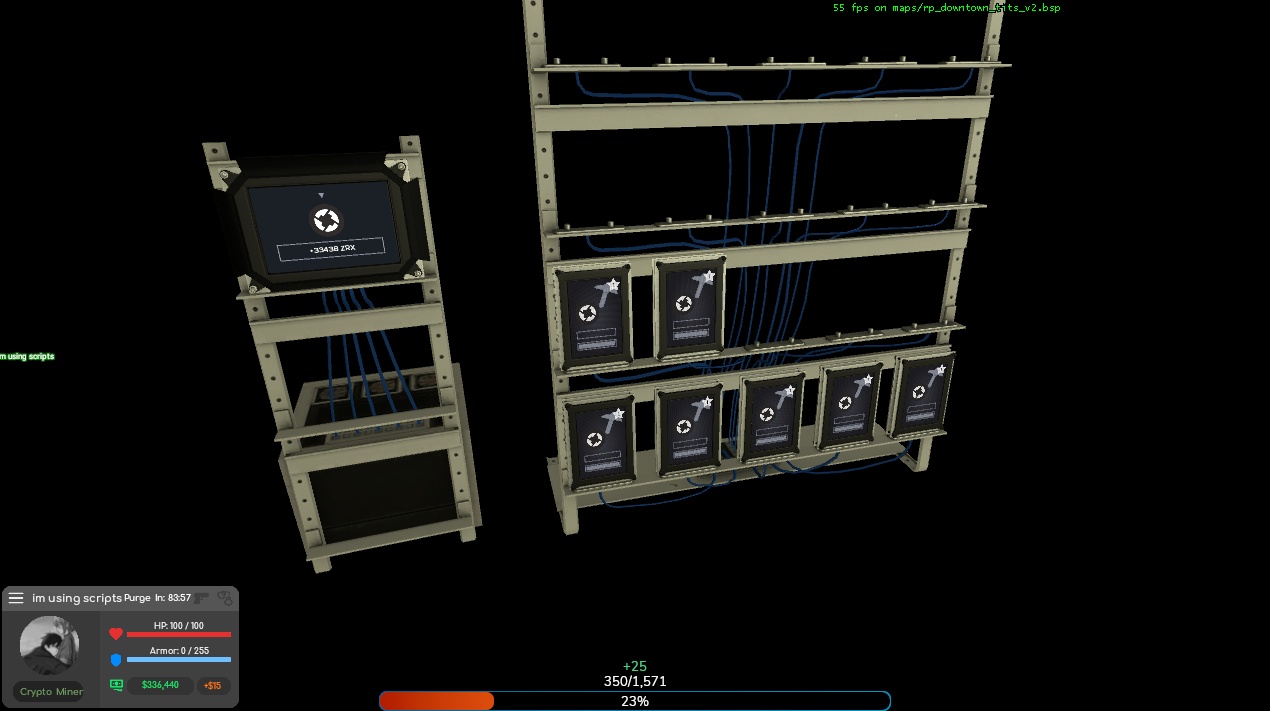 55 fps on maps/rp_downtown_tits_v2.bsp
+33438 ZRX
m using scripts
im using scripts Purge In: 83:57
HP: 100 / 100
Armor: 0 / 255
$336,440 +$15
Crypto Miner
+25
350/1,571
23%